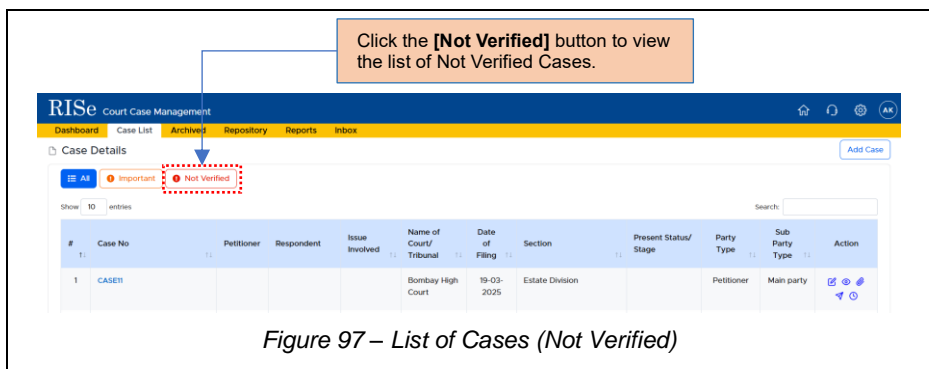 Click the [Not Verified] button to view
the list of Not Verified Cases.
RISe Court Case Management
AK
Dashboard Case List Archived Repository Reports Inbox
Case Details
Add Case
All Important Not Verified
Show 10 entries
Search:
# Case No Petitioner Respondent Issue Involved Name of Court/ Tribunal Date of Filing Section Present Status/ Stage Party Type Sub Party Type Action
1 CASE11 Bombay High Court 19-03-2025 Estate Division Petitioner Main party
Figure 97 – List of Cases (Not Verified)